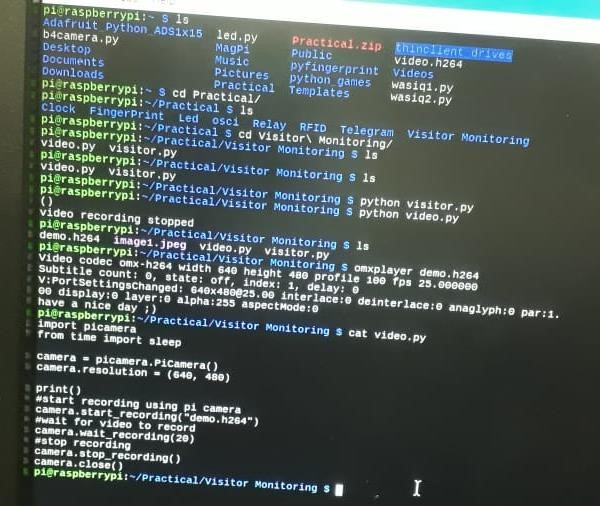 pi@raspberrypi:~ $ ls
Adafruit_Python_ADS1x15 led.py Practical.zip thinclient_drives
b4camera.py MagPi Public video.h264
Desktop Music pyfingerprint Videos
Documents Pictures python_games wasiq1.py
Downloads Practical Templates wasiq2.py
pi@raspberrypi:~ $ cd Practical/
pi@raspberrypi:~/Practical $ ls
Clock FingerPrint Led osci Relay RFID Telegram Visitor Monitoring
pi@raspberrypi:~/Practical $ cd Visitor\ Monitoring/
pi@raspberrypi:~/Practical/Visitor Monitoring $ ls
video.py visitor.py
pi@raspberrypi:~/Practical/Visitor Monitoring $ ls
video.py visitor.py
pi@raspberrypi:~/Practical/Visitor Monitoring $ python visitor.py
pi@raspberrypi:~/Practical/Visitor Monitoring $ python video.py
()
video recording stopped
pi@raspberrypi:~/Practical/Visitor Monitoring $ ls
demo.h264 image1.jpeg video.py visitor.py
pi@raspberrypi:~/Practical/Visitor Monitoring $ omxplayer demo.h264
Video codec omx-h264 width 640 height 480 profile 100 fps 25.000000
Subtitle count: 0, state: off, index: 1, delay: 0
V:PortSettingsChanged: 640x480@25.00 interlace:0 deinterlace:0 anaglyph:0 par:1.
00 display:0 layer:0 alpha:255 aspectMode:0
have a nice day ;)
pi@raspberrypi:~/Practical/Visitor Monitoring $ cat video.py
import picamera
from time import sleep

camera = picamera.PiCamera()
camera.resolution = (640, 480)

print()
#start recording using pi camera
camera.start_recording("demo.h264")
#wait for video to record
camera.wait_recording(20)
#stop recording
camera.stop_recording()
camera.close()
pi@raspberrypi:~/Practical/Visitor Monitoring $